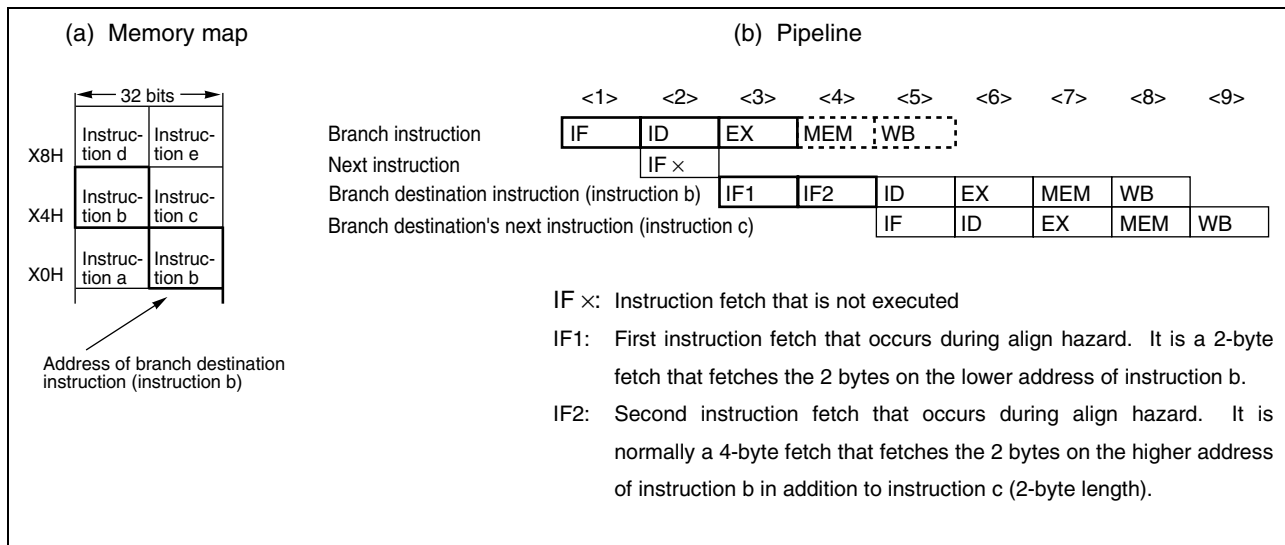 (a) Memory map
32 bits
Instruc-
tion d
Instruc-
tion e
X8H
Instruc-
tion b
Instruc-
tion c
X4H
Instruc-
tion a
Instruc-
tion b
X0H
Address of branch destination
instruction (instruction b)
(b) Pipeline
<1> <2> <3> <4> <5> <6> <7> <8> <9>
Branch instruction IF ID EX MEM WB
Next instruction IF ×
Branch destination instruction (instruction b) IF1 IF2 ID EX MEM WB
Branch destination's next instruction (instruction c) IF ID EX MEM WB
IF ×: Instruction fetch that is not executed
IF1: First instruction fetch that occurs during align hazard. It is a 2-byte
fetch that fetches the 2 bytes on the lower address of instruction b.
IF2: Second instruction fetch that occurs during align hazard. It is
normally a 4-byte fetch that fetches the 2 bytes on the higher address
of instruction b in addition to instruction c (2-byte length).